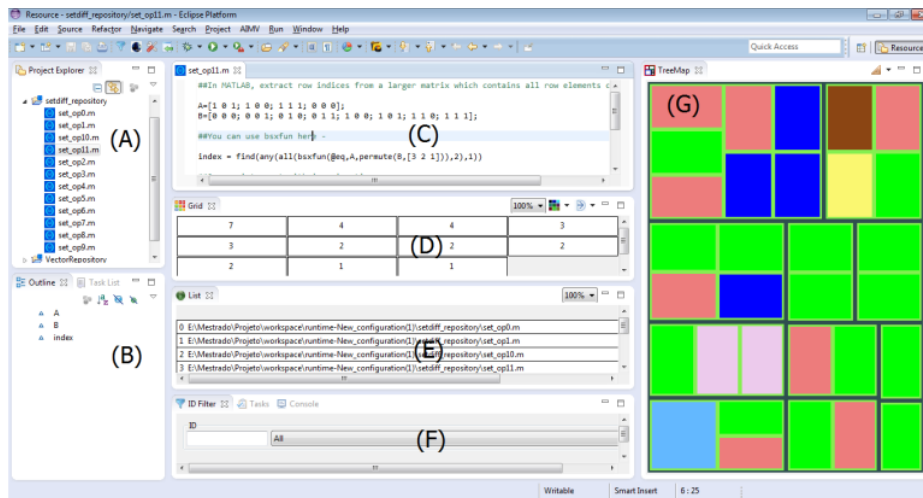 Resource - setdiff_repository/set_op11.m - Eclipse Platform
File Edit Source Refactor Navigate Search Project AIMV Run Window Help
Quick Access
Resource
Project Explorer
setdiff_repository
set_op0.m
set_op1.m
set_op10.m
set_op11.m
set_op2.m
set_op3.m
set_op4.m
set_op5.m
set_op6.m
set_op7.m
set_op8.m
set_op9.m
VectorRepository
(A)
Outline Task List
A
B
index
(B)
set_op11.m
##In MATLAB, extract row indices from a larger matrix which contains all row elements
A=[1 0 1; 1 0 0; 1 1 1; 0 0 0];
B=[0 0 0; 0 0 1; 0 1 0; 0 1 1; 1 0 0; 1 0 1; 1 1 0; 1 1 1];
##You can use bsxfun here -
index = find(any(all(bsxfun(@eq,A,permute(B,[3 2 1])),2),1))
(C)
Grid 100%
7 4 4 3
3 2 2 2
2 1 1
(D)
List 100%
0 E:\Mestrado\Projeto\workspace\runtime-New_configuration(1)\setdiff_repository\set_op0.m
1 E:\Mestrado\Projeto\workspace\runtime-New_configuration(1)\setdiff_repository\set_op1.m
2 E:\Mestrado\Projeto\workspace\runtime-New_configuration(1)\setdiff_repository\set_op10.m
3 E:\Mestrado\Projeto\workspace\runtime-New_configuration(1)\setdiff_repository\set_op11.m
(E)
ID Filter Tasks Console
ID
All
(F)
TreeMap
(G)
Writable Smart Insert 6 : 25